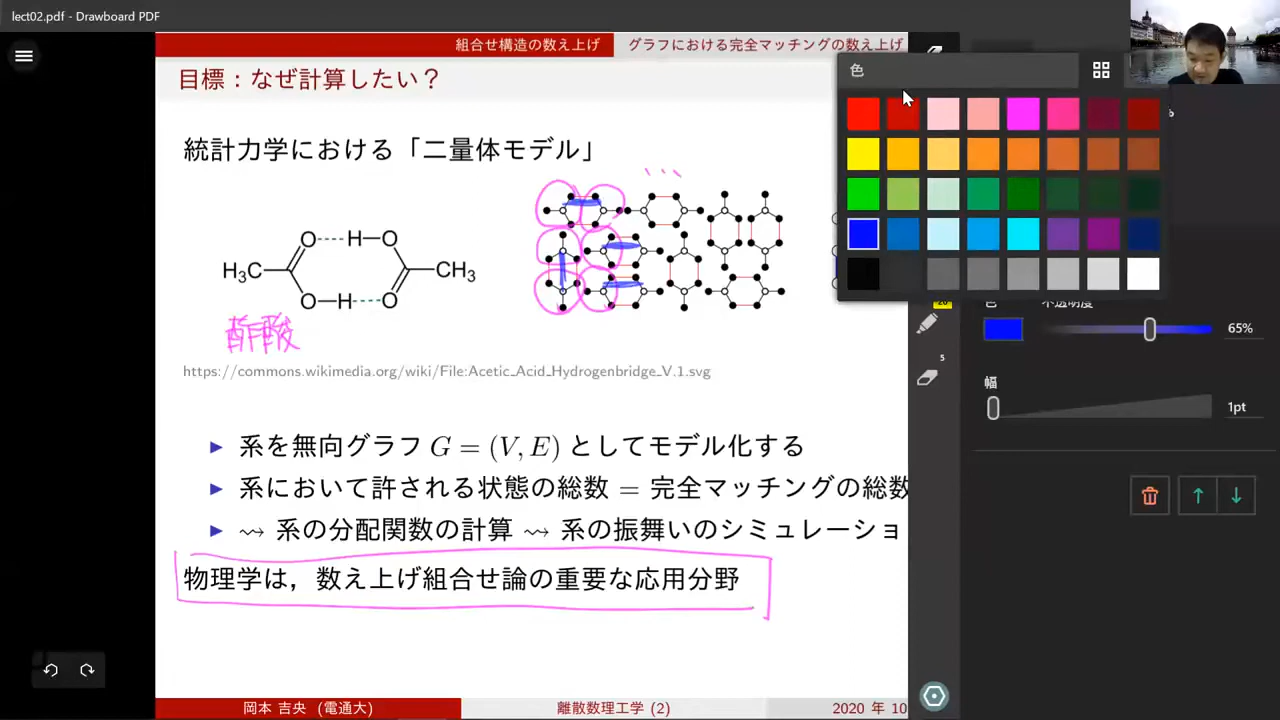 lect02.pdf - Drawboard PDF
組合せ構造の数え上げ
グラフにおける完全マッチングの数え上げ
目標：なぜ計算したい？
色
統計力学における「二量体モデル」
O H O
H₃C CH₃
O H O
酢酸
https://commons.wikimedia.org/wiki/File:Acetic_Acid_Hydrogenbridge_V.1.svg
色 不透明度
65%
5
幅
1pt
▶ 系を無向グラフ G = (V, E) としてモデル化する
▶ 系において許される状態の総数 = 完全マッチングの総数
▶ ⇝ 系の分配関数の計算 ⇝ 系の振舞いのシミュレーショ
物理学は，数え上げ組合せ論の重要な応用分野
岡本 吉央 (電通大)
離散数理工学 (2)
2020 年 10